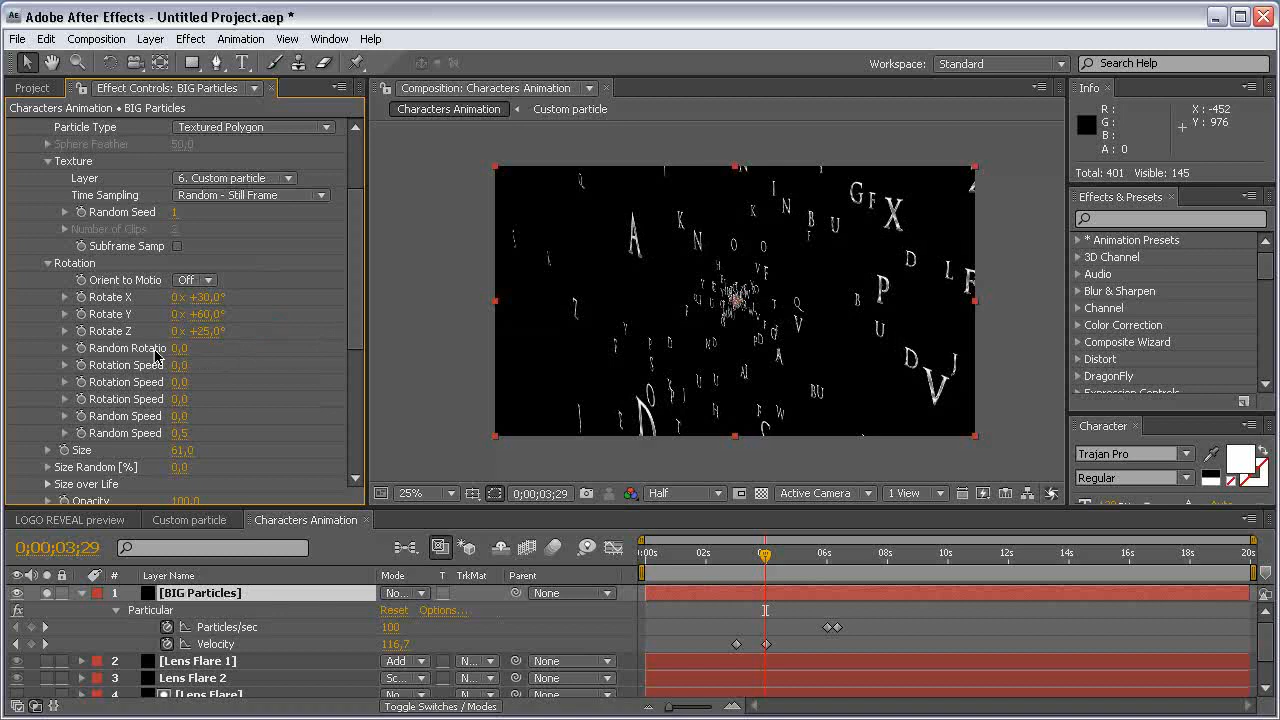 Adobe After Effects - Untitled Project.aep *
File Edit Composition Layer Effect Animation View Window Help
Workspace: Standard Search Help
Project Effect Controls: BIG Particles
Characters Animation • BIG Particles
Particle Type Textured Polygon
Sphere Feather 50,0
Texture
Layer 6. Custom particle
Time Sampling Random - Still Frame
Random Seed 1
Number of Clips 2
Subframe Samp
Rotation
Orient to Motio Off
Rotate X 0x +30,0°
Rotate Y 0x +60,0°
Rotate Z 0x +25,0°
Random Rotatio 0,0
Rotation Speed 0,0
Rotation Speed 0,0
Rotation Speed 0,0
Random Speed 0,0
Random Speed 0,5
Size 61,0
Size Random [%] 0,0
Size over Life
Opacity 100,0
Composition: Characters Animation
Characters Animation Custom particle
25% 0;00;03;29 Half Active Camera 1 View
Info
R : X : -452
G : Y : 976
B :
A : 0
Total: 401 Visible: 145
Effects & Presets
* Animation Presets
3D Channel
Audio
Blur & Sharpen
Channel
Color Correction
Composite Wizard
Distort
DragonFly
Expression Controls
Character
Trajan Pro
Regular
LOGO REVEAL preview Custom particle Characters Animation
0;00;03;29
:00s 02s 06s 08s 10s 12s 14s 16s 18s 20s
# Layer Name Mode T TrkMat Parent
1 [BIG Particles] No... None
Particular Reset Options...
Particles/sec 100
Velocity 116,7
2 [Lens Flare 1] Add N... None
3 Lens Flare 2 Sc... N... None
4 [Lens Flare] No... N... None
Toggle Switches / Modes